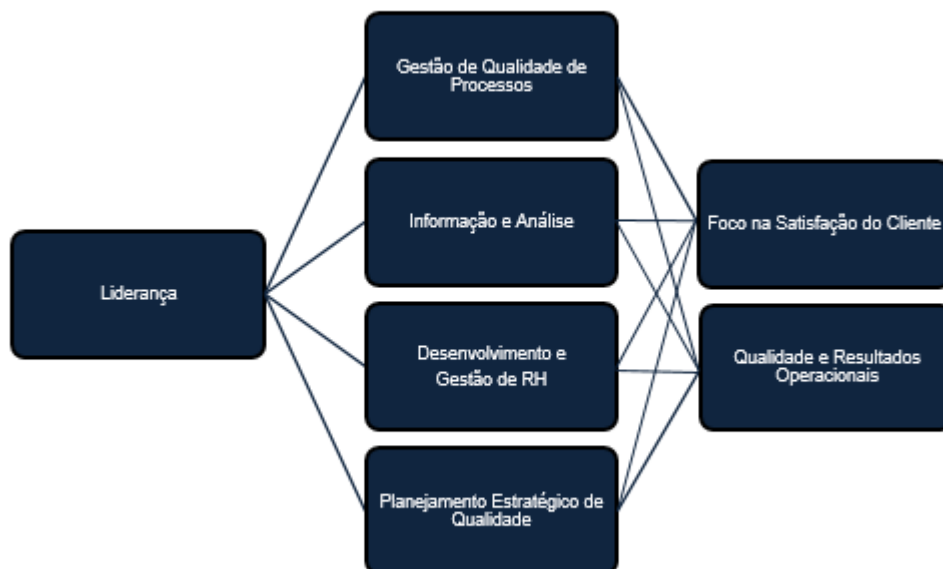 Gestão de Qualidade de
Processos
Informação e Análise
Foco na Satisfação do Cliente
Liderança
Desenvolvimento e
Gestão de RH
Qualidade e Resultados
Operacionais
Planejamento Estratégico de
Qualidade